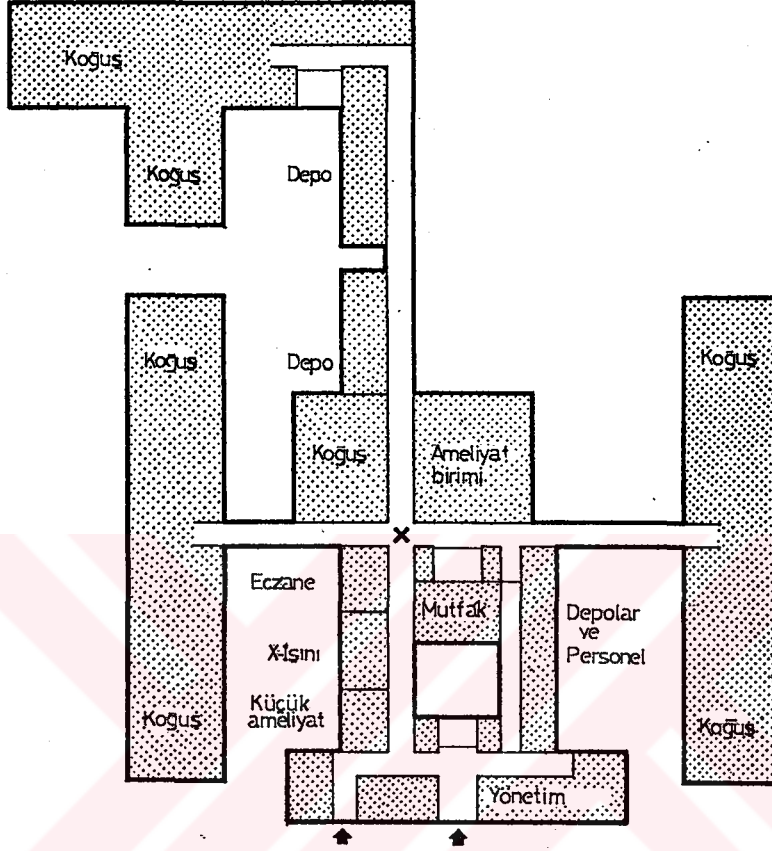 Koğuş
Koğuş
Depo
Koğuş
Depo
Koğuş
Koğuş
Ameliyat
birimi
Eczane
Mutfak
Depolar
ve
Personel
X-Işını
Küçük
ameliyat
Koğuş
Koğuş
Yönetim